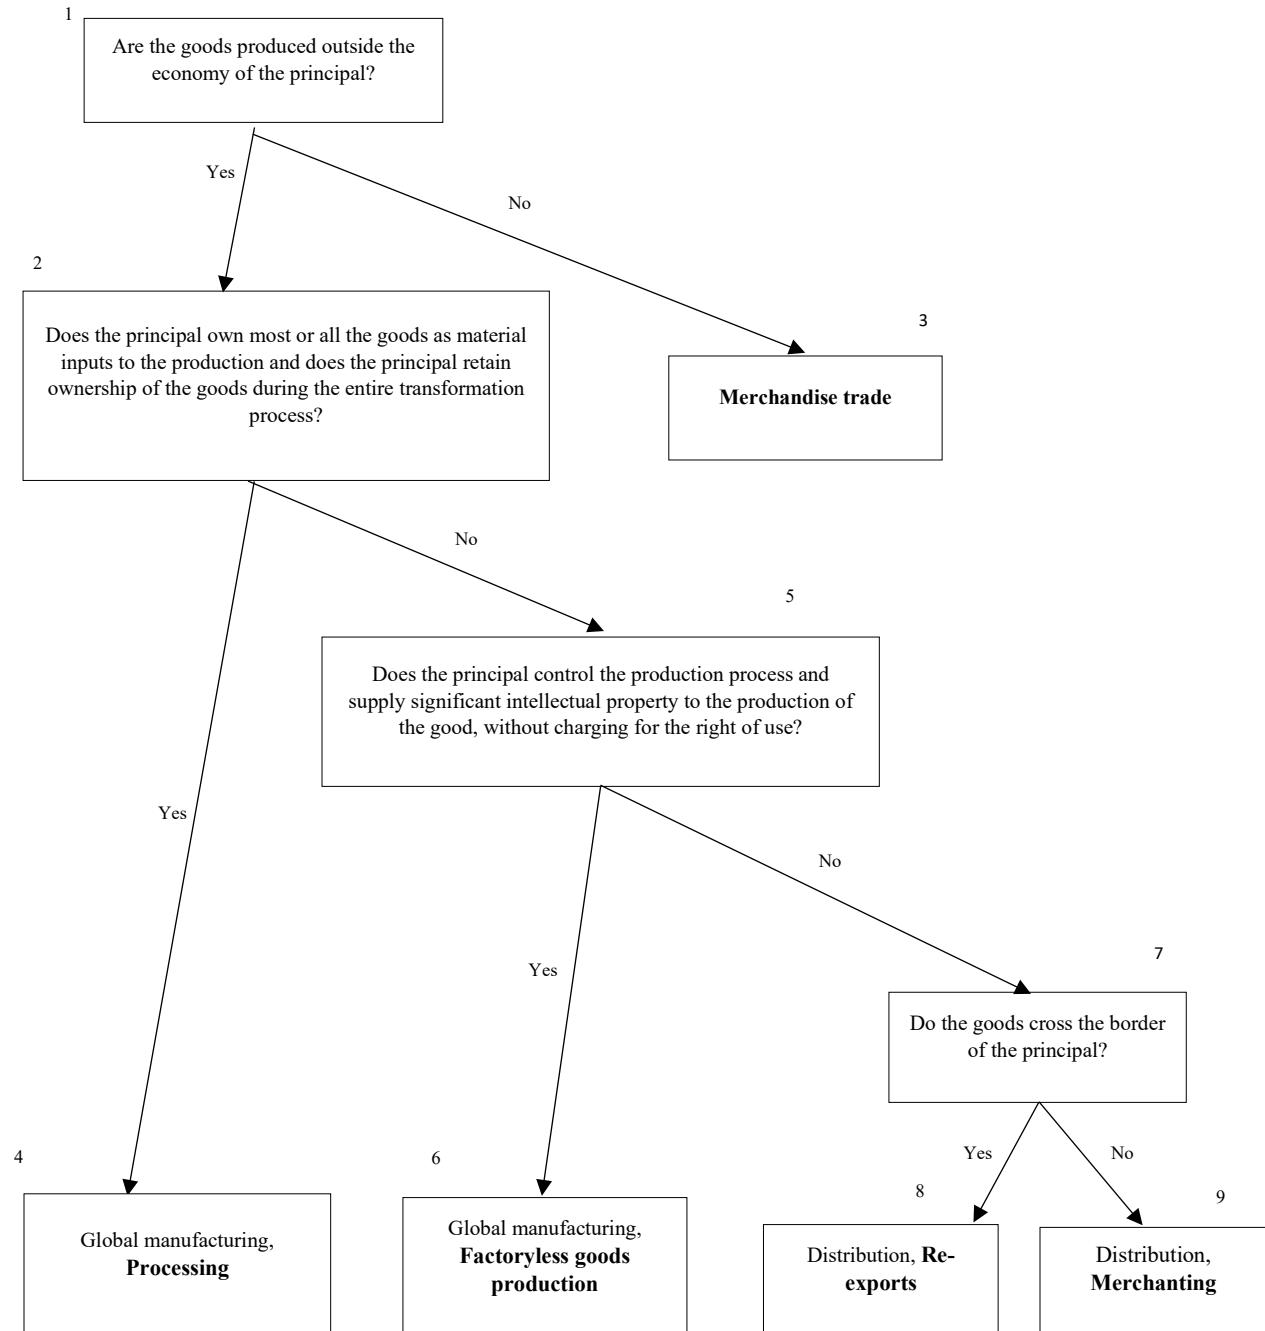 1
Are the goods produced outside the
economy of the principal?
Yes
No
2
Does the principal own most or all the goods as material
inputs to the production and does the principal retain
ownership of the goods during the entire transformation
process?
3
Merchandise trade
No
5
Does the principal control the production process and
supply significant intellectual property to the production of
the good, without charging for the right of use?
Yes
No
Yes
7
Do the goods cross the border
of the principal?
Yes
No
4
Global manufacturing,
Processing
6
Global manufacturing,
Factoryless goods
production
8
Distribution, Re-
exports
9
Distribution,
Merchanting